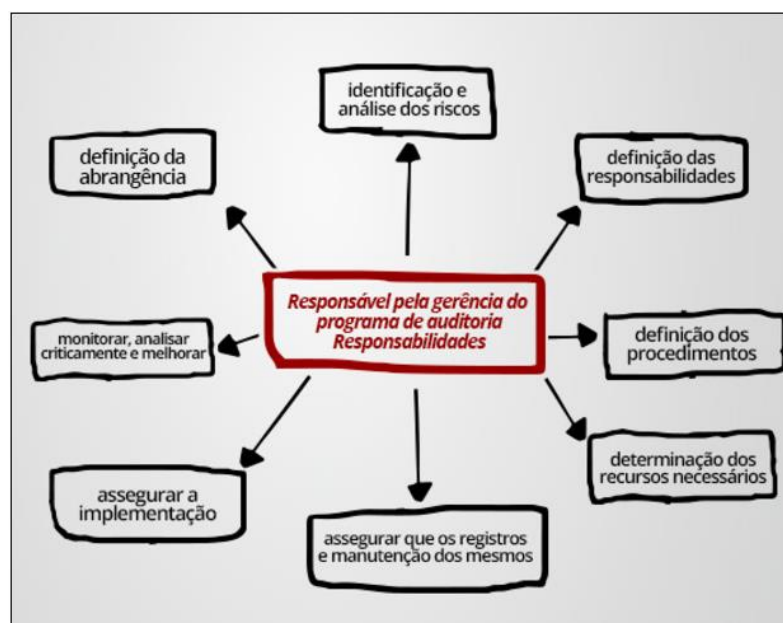 identificação e
análise dos riscos
definição da
abrangência
definição das
responsabilidades
Responsável pela gerência do
programa de auditoria
Responsabilidades
monitorar, analisar
criticamente e melhorar
definição dos
procedimentos
assegurar a
implementação
determinação dos
recursos necessários
assegurar que os registros
e manutenção dos mesmos